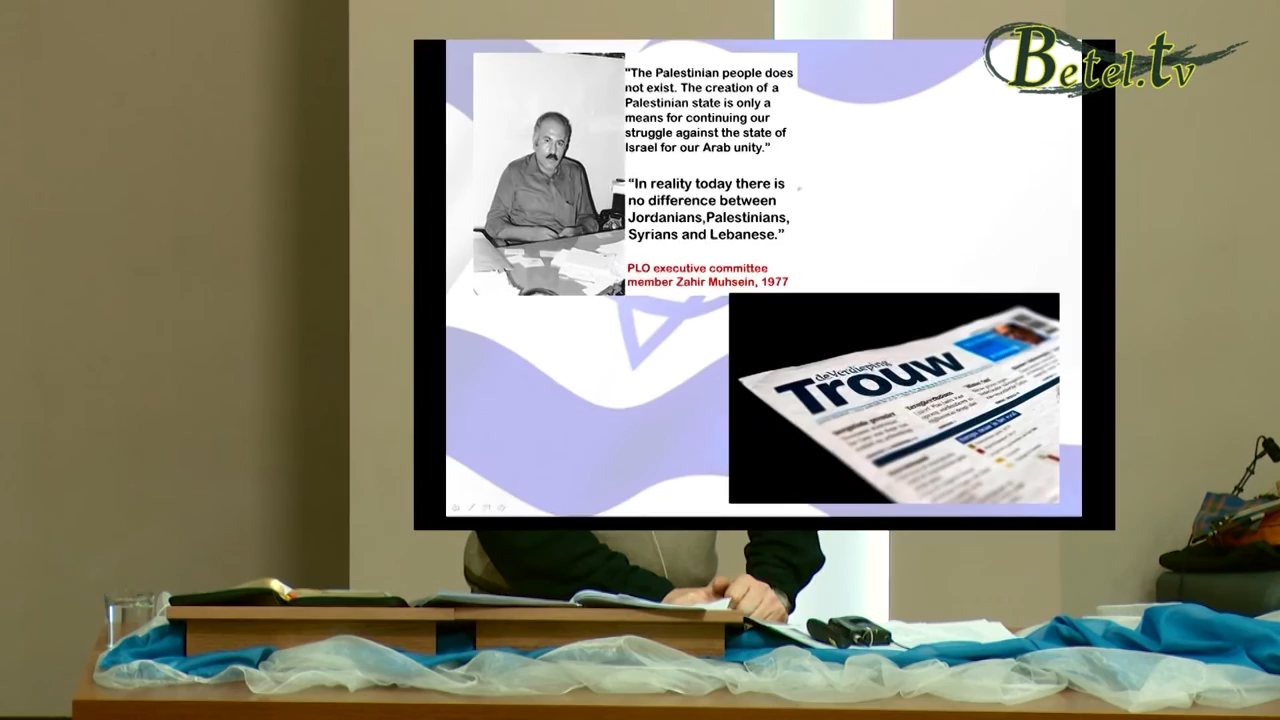 Betel.tv
"The Palestinian people does
not exist. The creation of a
Palestinian state is only a
means for continuing our
struggle against the state of
Israel for our Arab unity."
"In reality today there is
no difference between
Jordanians,Palestinians,
Syrians and Lebanese."
PLO executive committee
member Zahir Muhsein, 1977
deVerdieping
Trouw